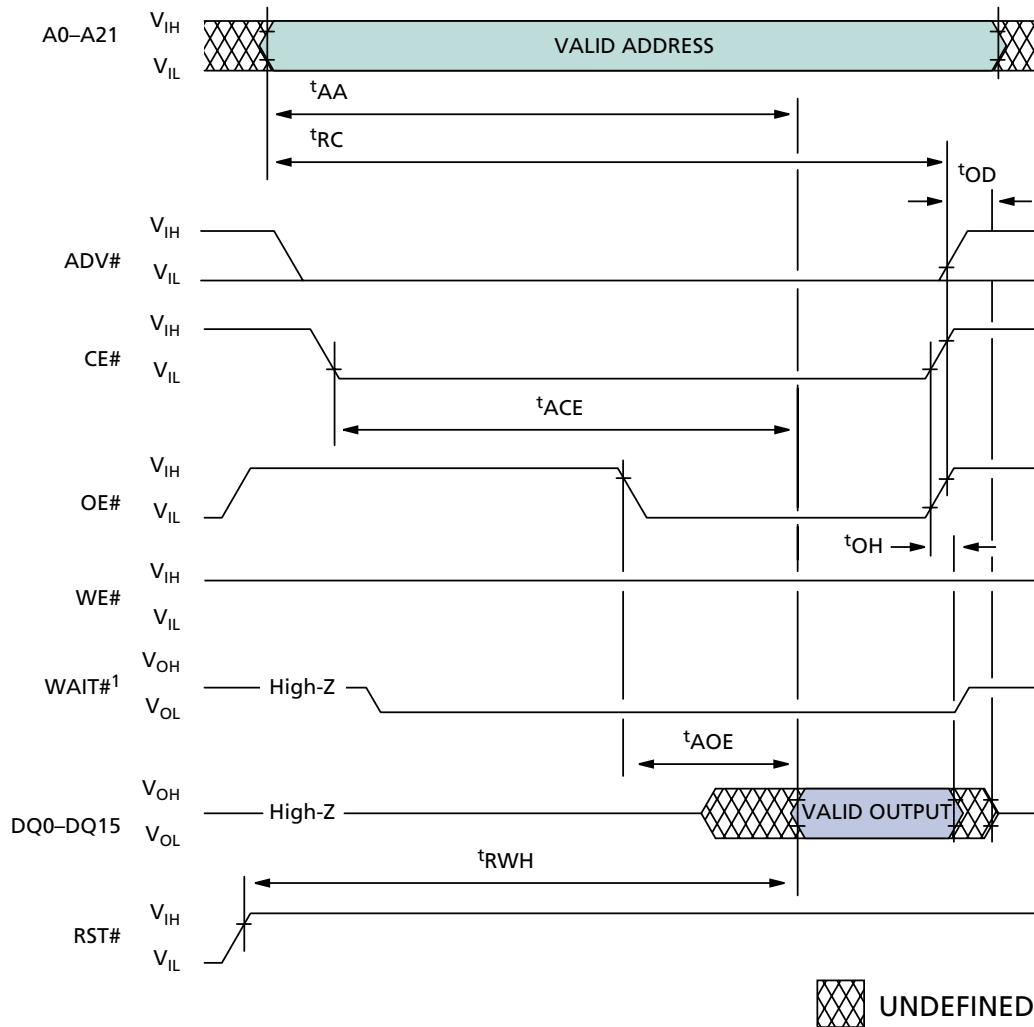 A0–A21 VIH
VIL
VALID ADDRESS
tAA
tRC
tOD
ADV# VIH
VIL
CE# VIH
VIL
tACE
OE# VIH
VIL
tOH
WE# VIH
VIL
WAIT#1 VOH
VOL
High-Z
tAOE
DQ0–DQ15 VOH
VOL
High-Z
VALID OUTPUT
tRWH
RST# VIH
VIL
UNDEFINED